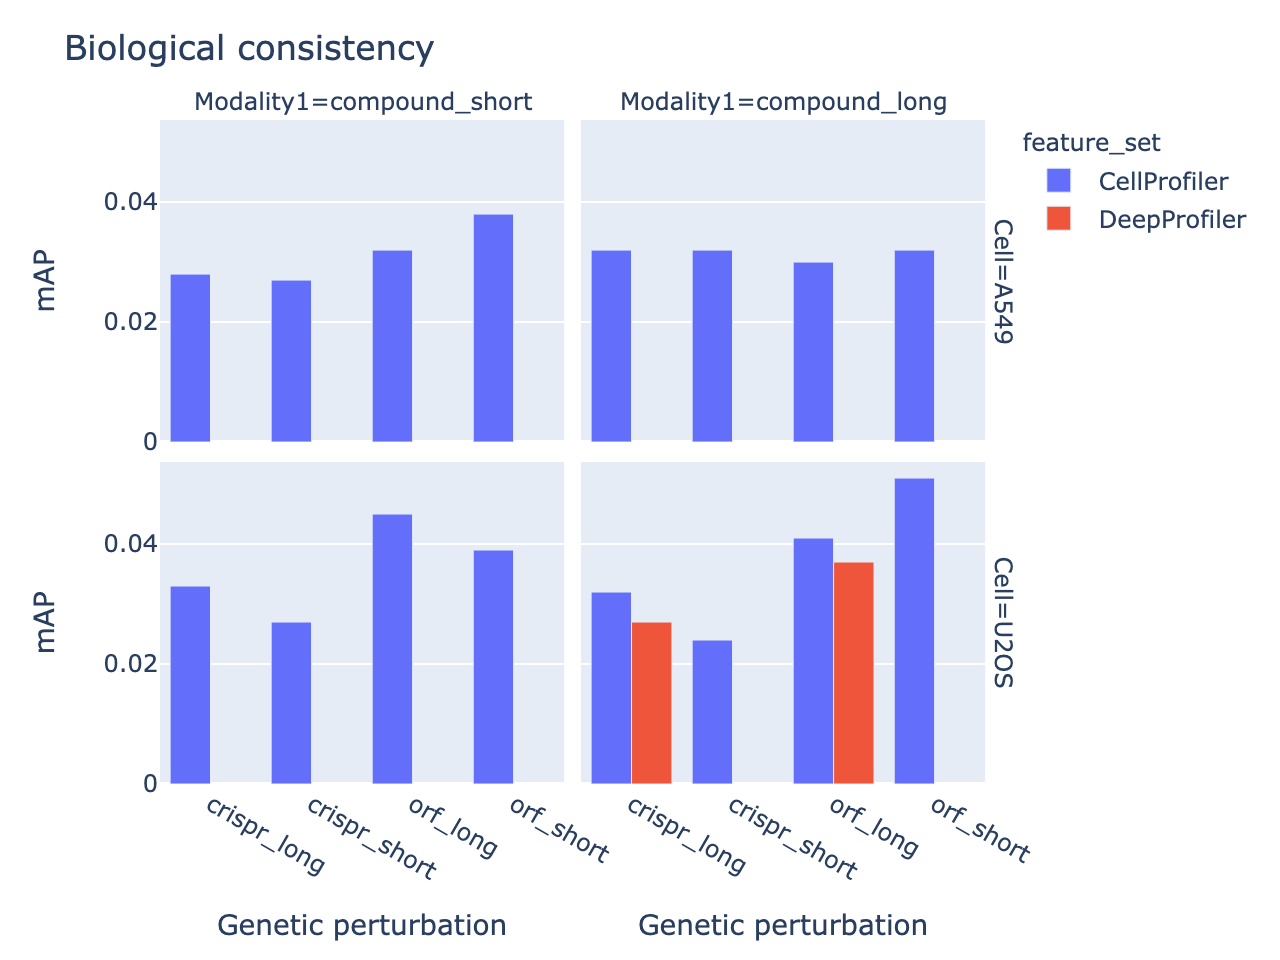 Biological consistency
Modality1=compound_short
Modality1=compound_long
feature_set
CellProfiler
DeepProfiler
mAP
0.04
0.02
0
Cell=A549
mAP
0.04
0.02
0
Cell=U2OS
crispr_long
crispr_short
orf_long
orf_short
crispr_long
crispr_short
orf_long
orf_short
Genetic perturbation
Genetic perturbation